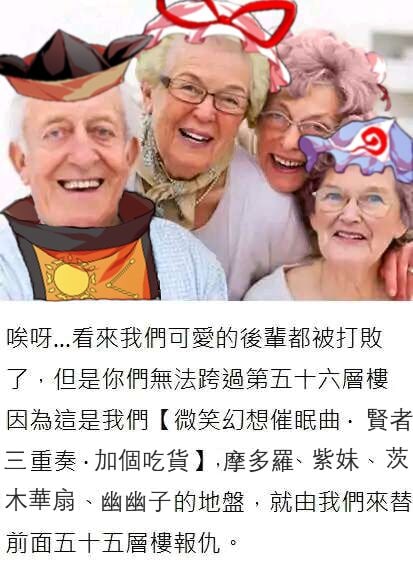 唉呀...看來我們可愛的後輩都被打敗
了，但是你們無法跨過第五十六層樓
因為這是我們【微笑幻想催眠曲·賢者
三重奏·加個吃貨】,摩多羅、紫妹、茨
木華扇、幽幽子的地盤，就由我們來替
前面五十五層樓報仇。